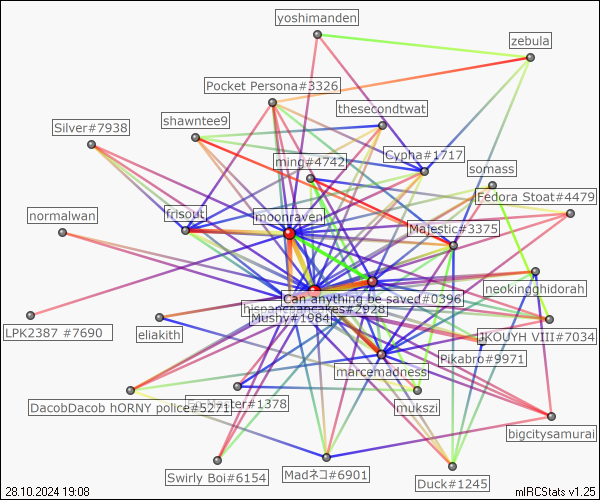 yoshimanden
zebula
Pocket Persona#3326
thesecondtwat
shawntee9
Silver#7938
Cypha#1717
ming#4742
somass
Fedora Stoat#4479
frisout
moonraven
normalwan
Majestic#3375
neokingghidorah
Can anything be saved#0396
hispancpancakes#2928
Mushy#1984
LPK2387 #7690
eliakith
JKOUYH VIII#7034
Pikabro#9971
marcemadness
DacobDacob hORNY police#5271
#1378
mukszi
bigcitysamurai
Swirly Boi#6154
Madネコ#6901
Duck#1245
28.10.2024 19:08
mIRCStats v1.25